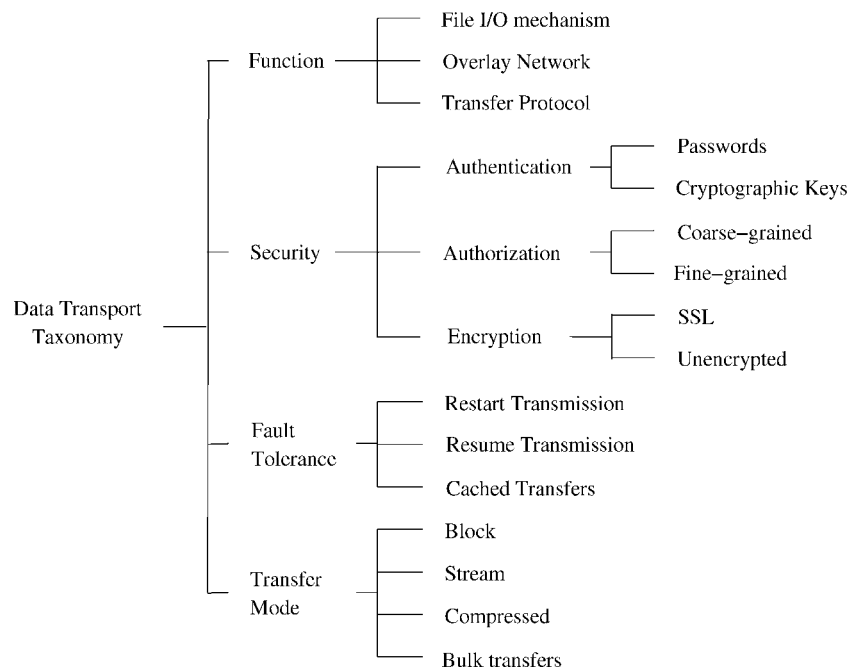 File I/O mechanism
Function
Overlay Network
Transfer Protocol
Passwords
Authentication
Cryptographic Keys
Coarse−grained
Security
Authorization
Fine−grained
Data Transport
Taxonomy
SSL
Encryption
Unencrypted
Restart Transmission
Fault
Tolerance
Resume Transmission
Cached Transfers
Block
Stream
Transfer
Mode
Compressed
Bulk transfers